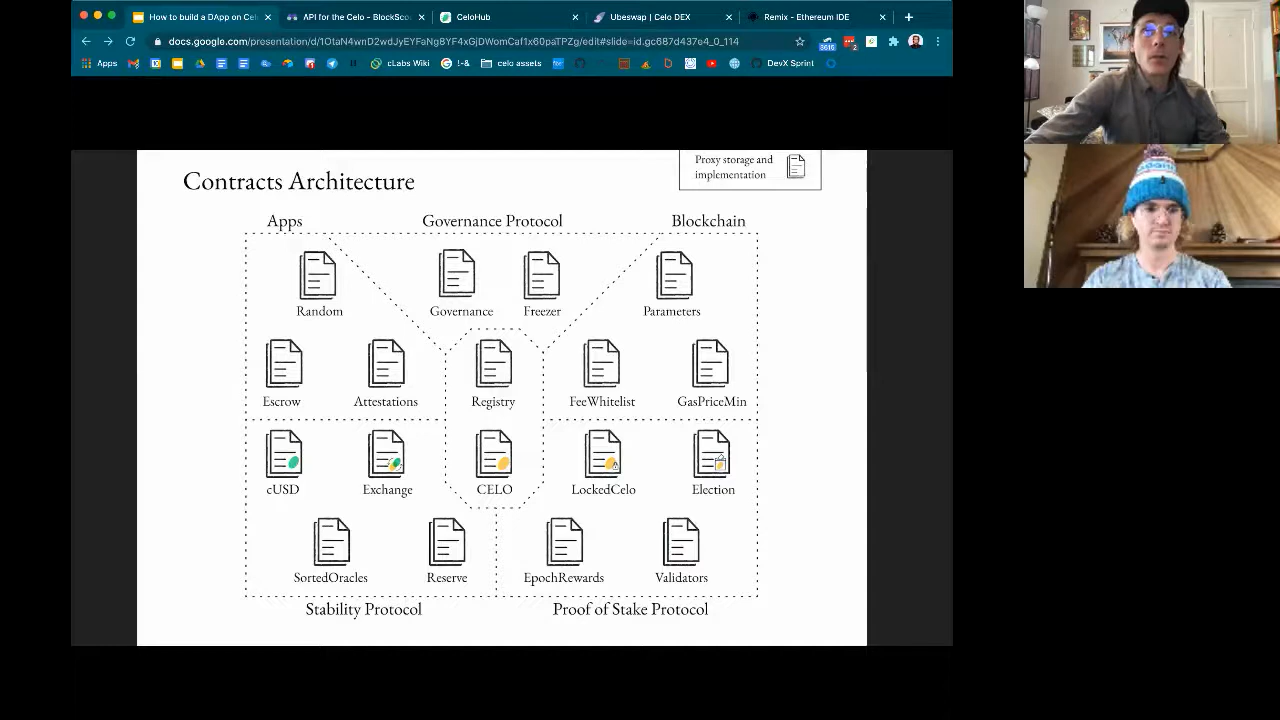 How to build a DApp on Cel
API for the Celo - BlockSco
CeloHub
Ubeswap | Celo DEX
Remix - Ethereum IDE
docs.google.com/presentation/d/1OtaN4wnD2wdJyEYFaNg8YF4xGjDWomCaf1x60paTPZg/edit#slide=id.gc687d437e4_0_114
Apps
cLabs Wiki
!-&
celo assets
DevX Sprint
Proxy storage and
implementation
Contracts Architecture
Apps
Governance Protocol
Blockchain
Random
Governance
Freezer
Parameters
Escrow
Attestations
Registry
FeeWhitelist
GasPriceMin
cUSD
Exchange
CELO
LockedCelo
Election
SortedOracles
Reserve
EpochRewards
Validators
Stability Protocol
Proof of Stake Protocol